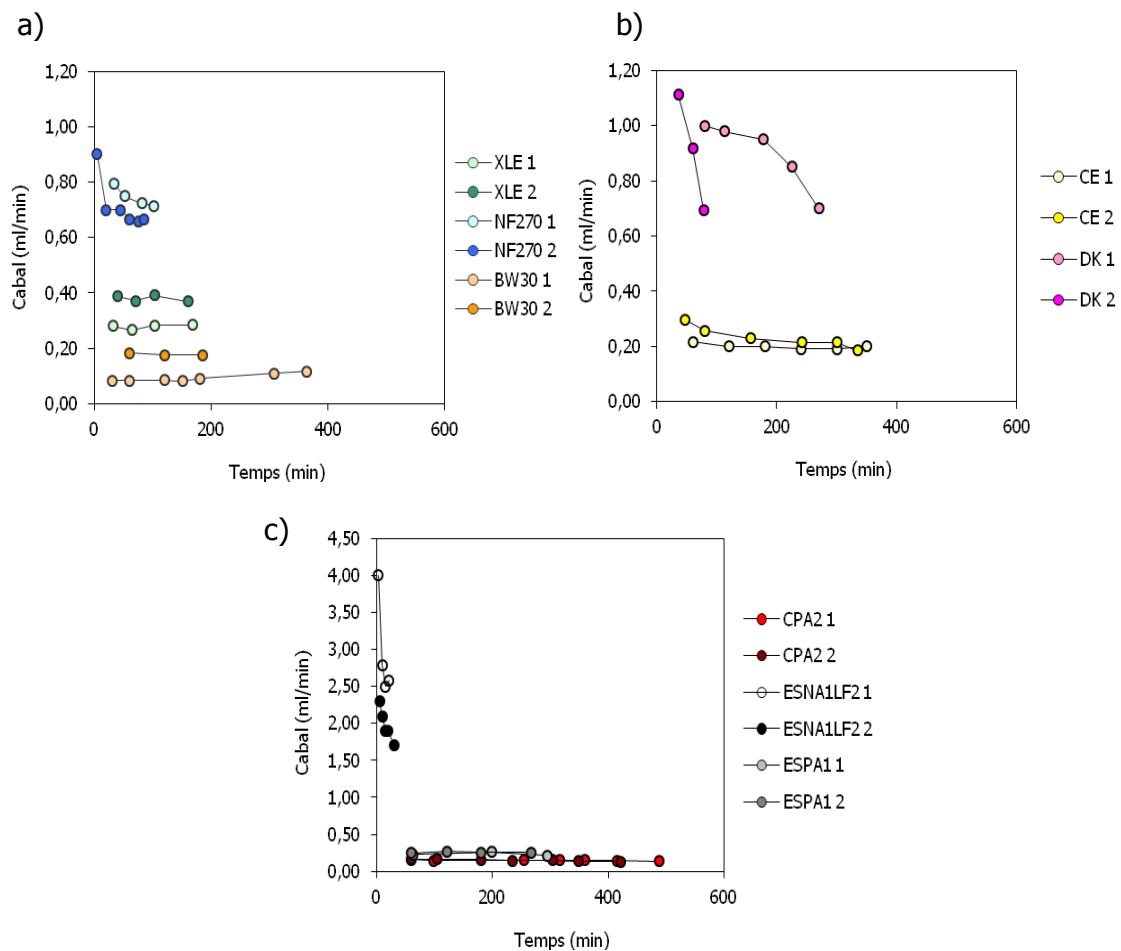 a)
1,20
1,00
0,80
0,60
0,40
0,20
0,00
Cabal (ml/min)
0 200 400 600
Temps (min)
XLE 1
XLE 2
NF270 1
NF270 2
BW30 1
BW30 2
b)
1,20
1,00
0,80
0,60
0,40
0,20
0,00
Cabal (ml/min)
0 200 400 600
Temps (min)
CE 1
CE 2
DK 1
DK 2
c)
4,50
4,00
3,50
3,00
2,50
2,00
1,50
1,00
0,50
0,00
Cabal (ml/min)
0 200 400 600
Temps (min)
CPA2 1
CPA2 2
ESNA1LF2 1
ESNA1LF2 2
ESPA1 1
ESPA1 2